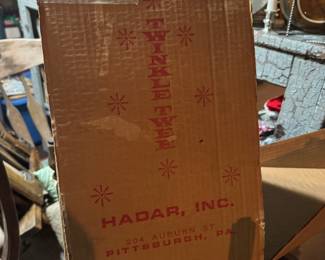 TWINKLE TWEE
HADAR, INC.
204 AUBURN ST
PITTSBURGH, PA.